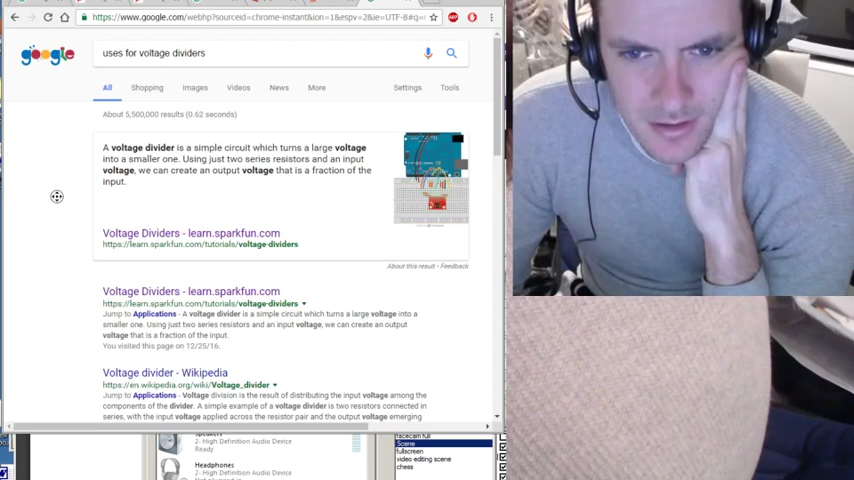 https://www.google.com/webhp?sourceid=chrome-instant&ion=1&espv=2&ie=UTF-8#q=
ABP
google
uses for voltage dividers
All Shopping Images Videos News More Settings Tools
About 5,500,000 results (0.62 seconds)
A voltage divider is a simple circuit which turns a large voltage
into a smaller one. Using just two series resistors and an input
voltage, we can create an output voltage that is a fraction of the
input.
Voltage Dividers - learn.sparkfun.com
https://learn.sparkfun.com/tutorials/voltage-dividers
About this result • Feedback
Voltage Dividers - learn.sparkfun.com
https://learn.sparkfun.com/tutorials/voltage-dividers
Jump to Applications - A voltage divider is a simple circuit which turns a large voltage into a
smaller one. Using just two series resistors and an input voltage, we can create an output
voltage that is a fraction of the input.
You visited this page on 12/25/16.
Voltage divider - Wikipedia
https://en.wikipedia.org/wiki/Voltage_divider
Jump to Applications - Voltage division is the result of distributing the input voltage among the
components of the divider. A simple example of a voltage divider is two resistors connected in
series, with the input voltage applied across the resistor pair and the output voltage emerging
2- High Definition Audio Device
Ready
Headphones
2- High Definition Audio Device
facecam full
Scene
fullscreen
video editing scene
chess